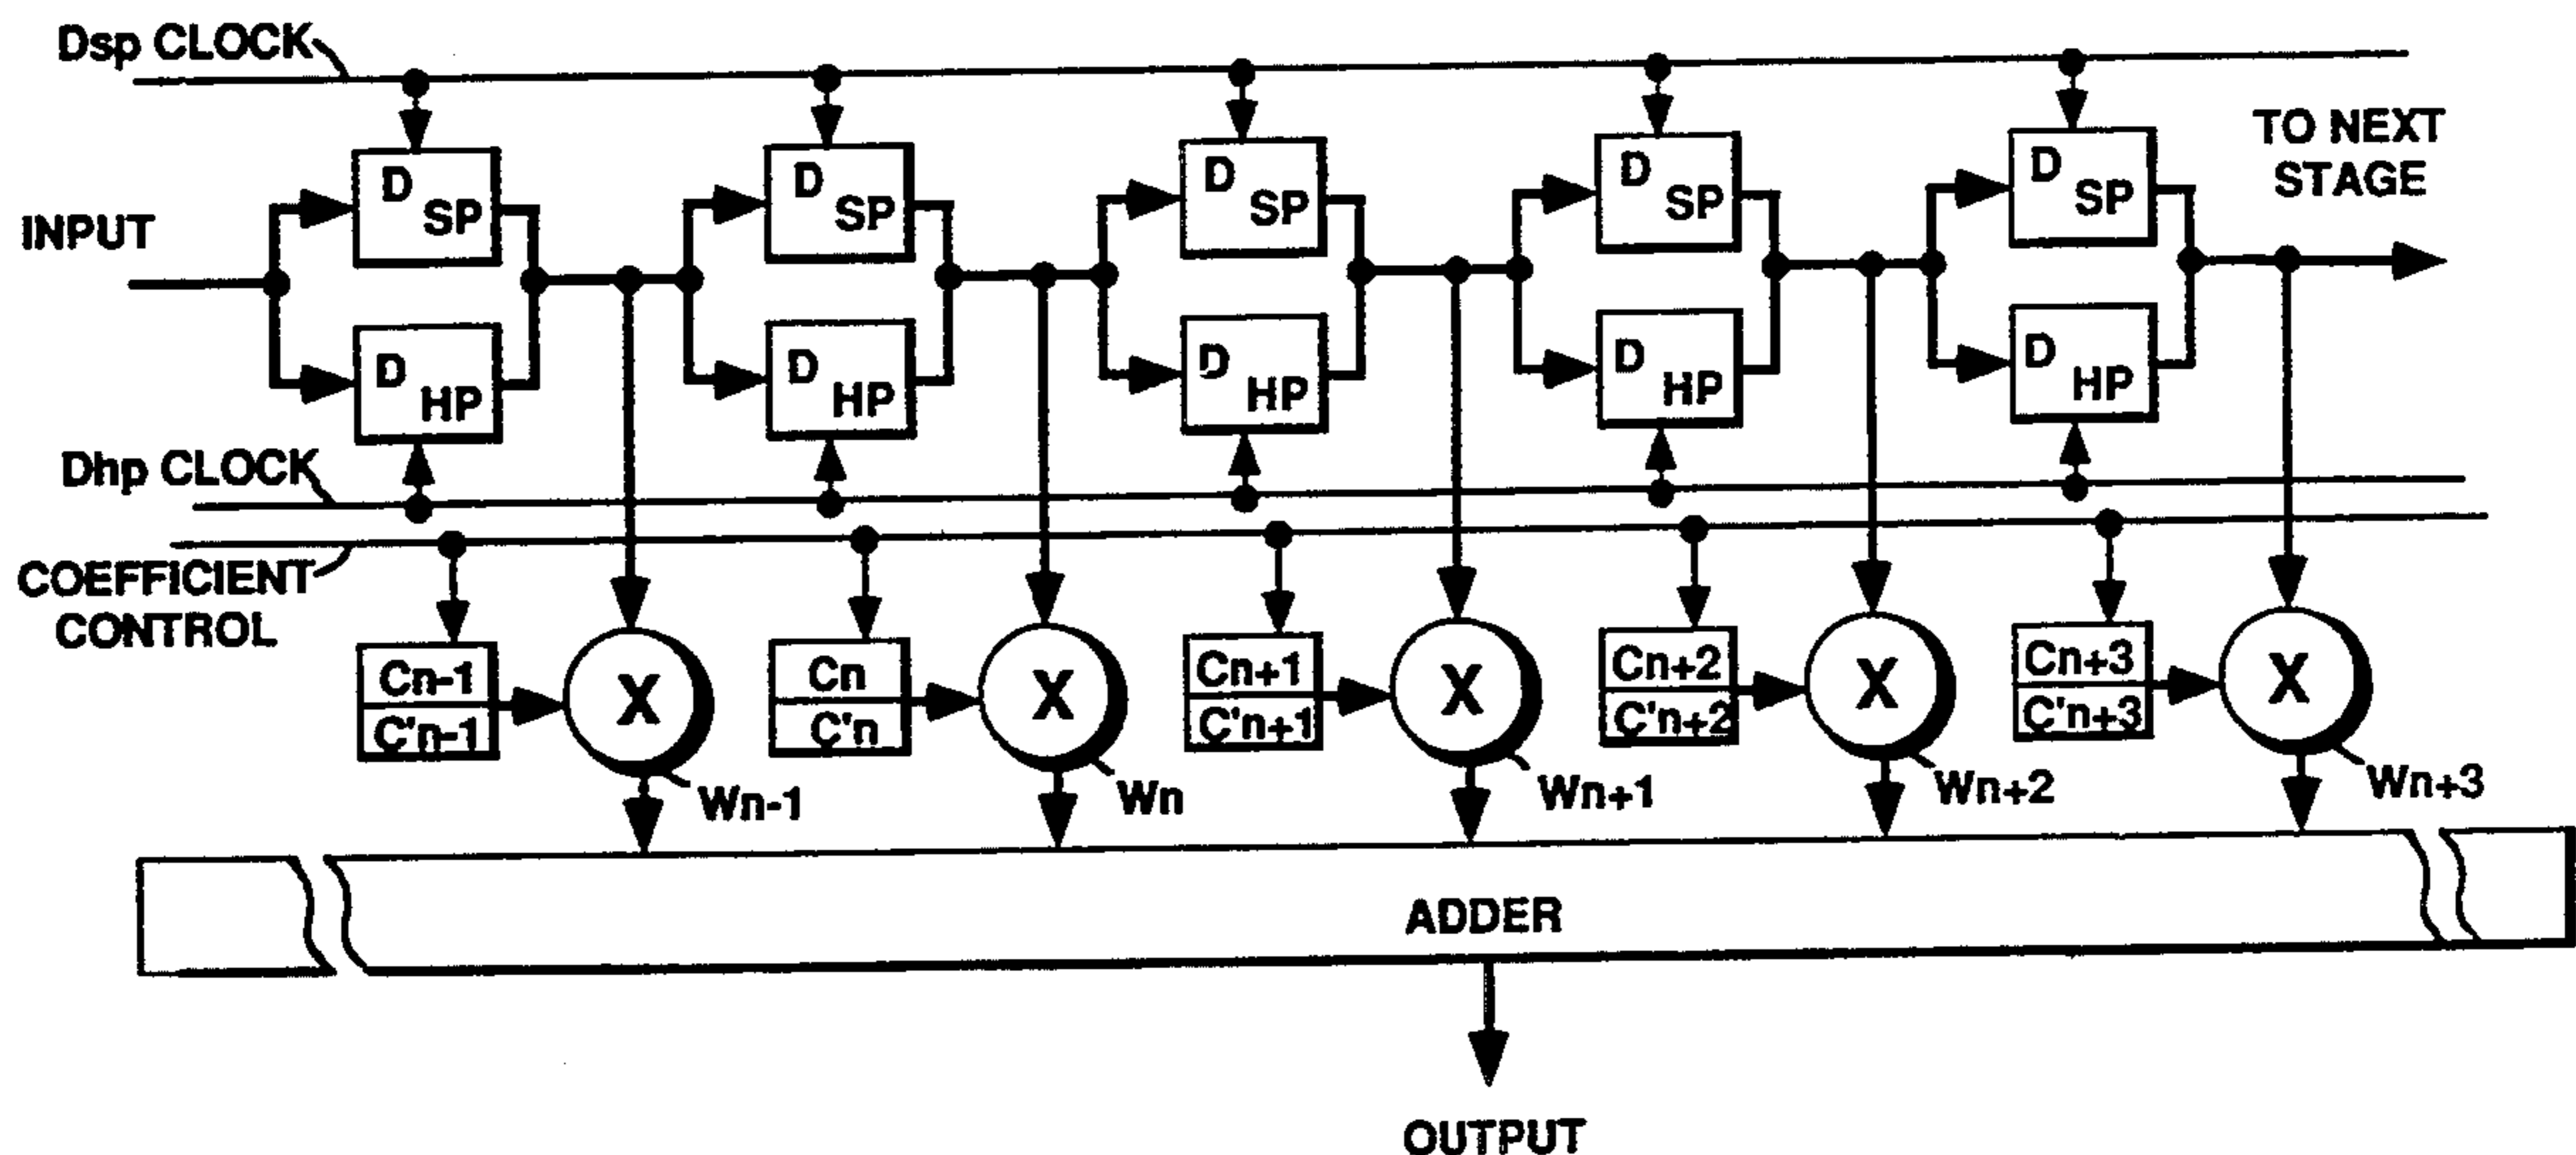 Dsp CLOCK
INPUT
D SP
D SP
D SP
D SP
D SP
TO NEXT
STAGE
D HP
D HP
D HP
D HP
D HP
Dhp CLOCK
COEFFICIENT
CONTROL
Cn-1
C'n-1
X
Wn-1
Cn
C'n
X
Wn
Cn+1
C'n+1
X
Wn+1
Cn+2
C'n+2
X
Wn+2
Cn+3
C'n+3
X
Wn+3
ADDER
OUTPUT